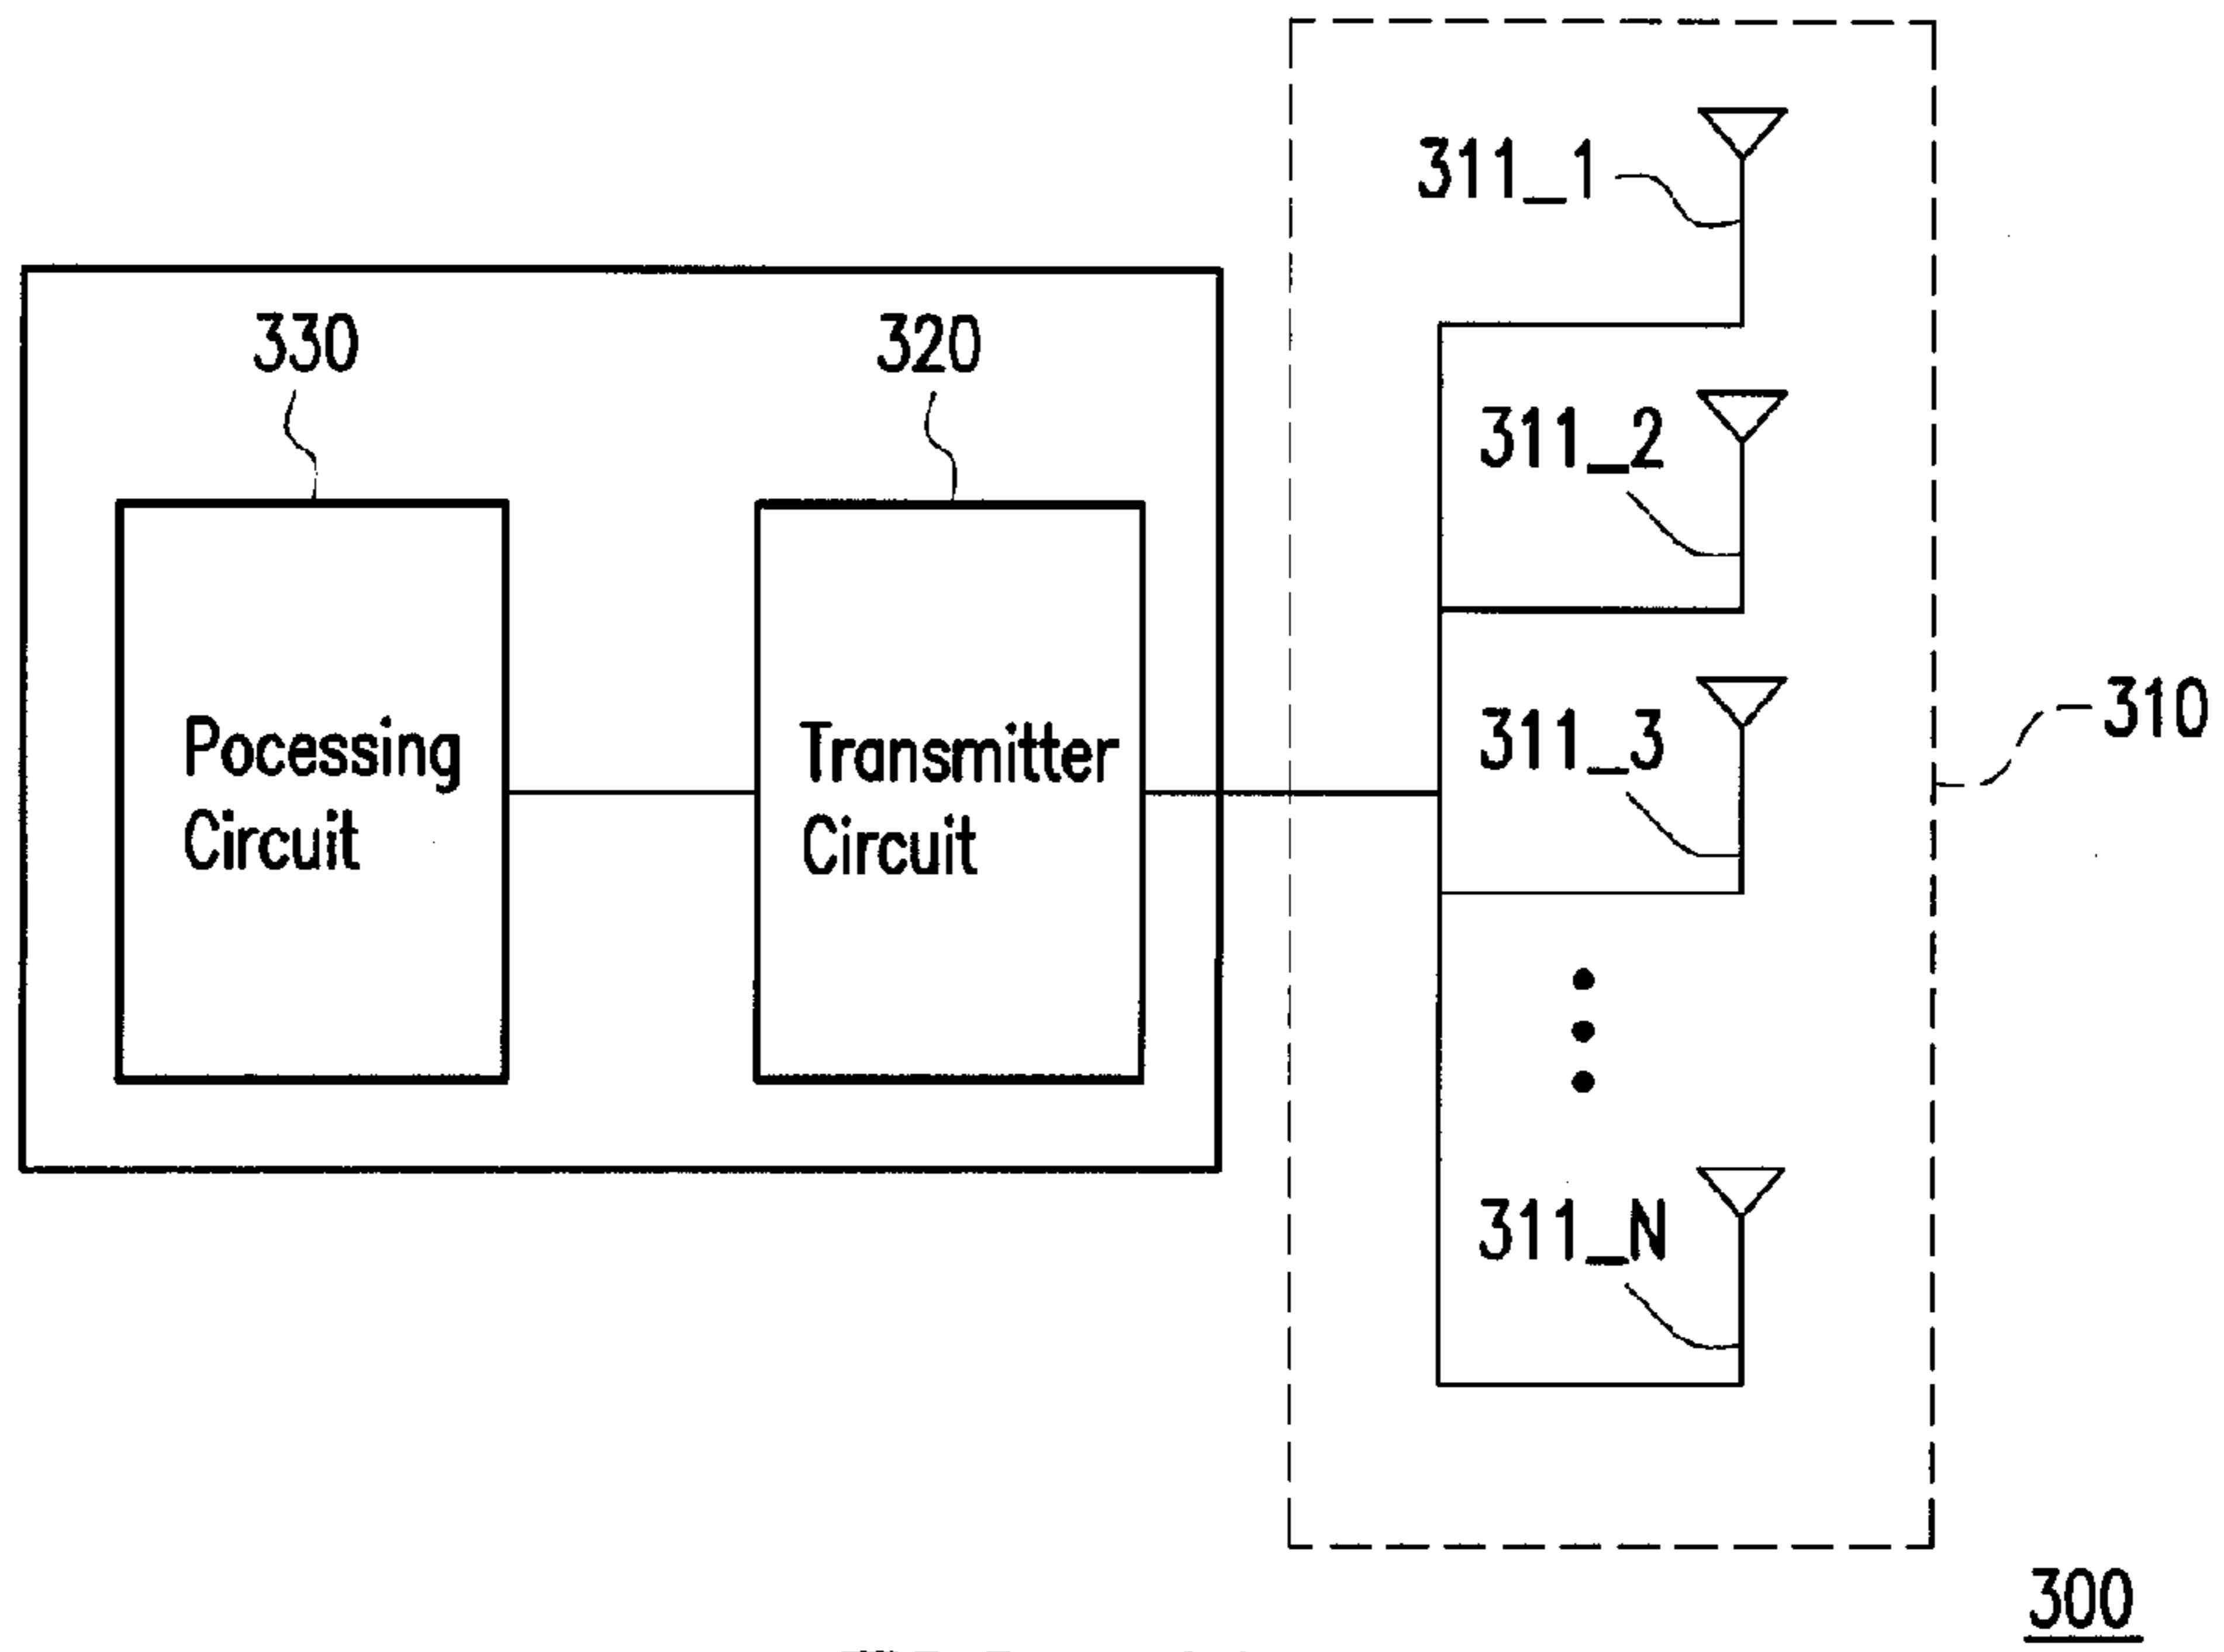 311_1
330
320
311_2
311_3
310
Pocessing
Circuit
Transmitter
Circuit
311_N
300